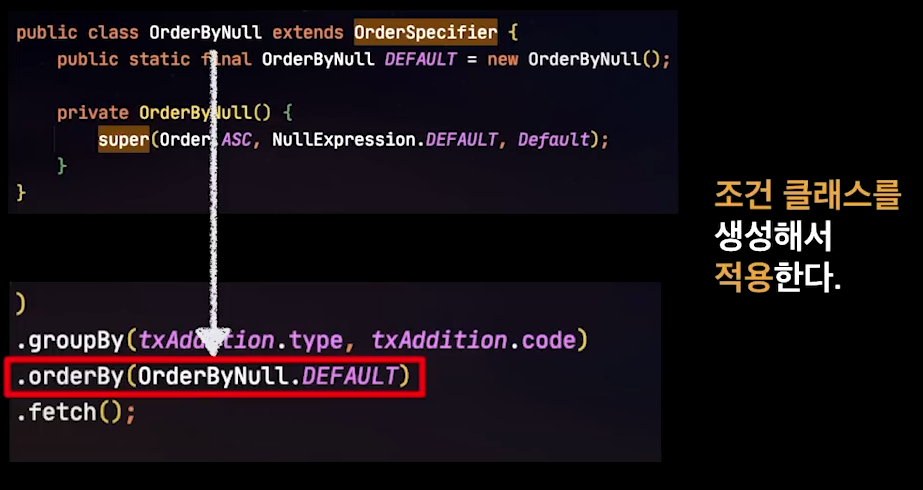 public class OrderByNull extends OrderSpecifier {
public static final OrderByNull DEFAULT = new OrderByNull();
private OrderByNull() {
super(Order.ASC, NullExpression.DEFAULT, Default);
}
}
조건 클래스를
생성해서
적용한다.
)
.groupBy(txAddition.type, txAddition.code)
.orderBy(OrderByNull.DEFAULT)
.fetch();